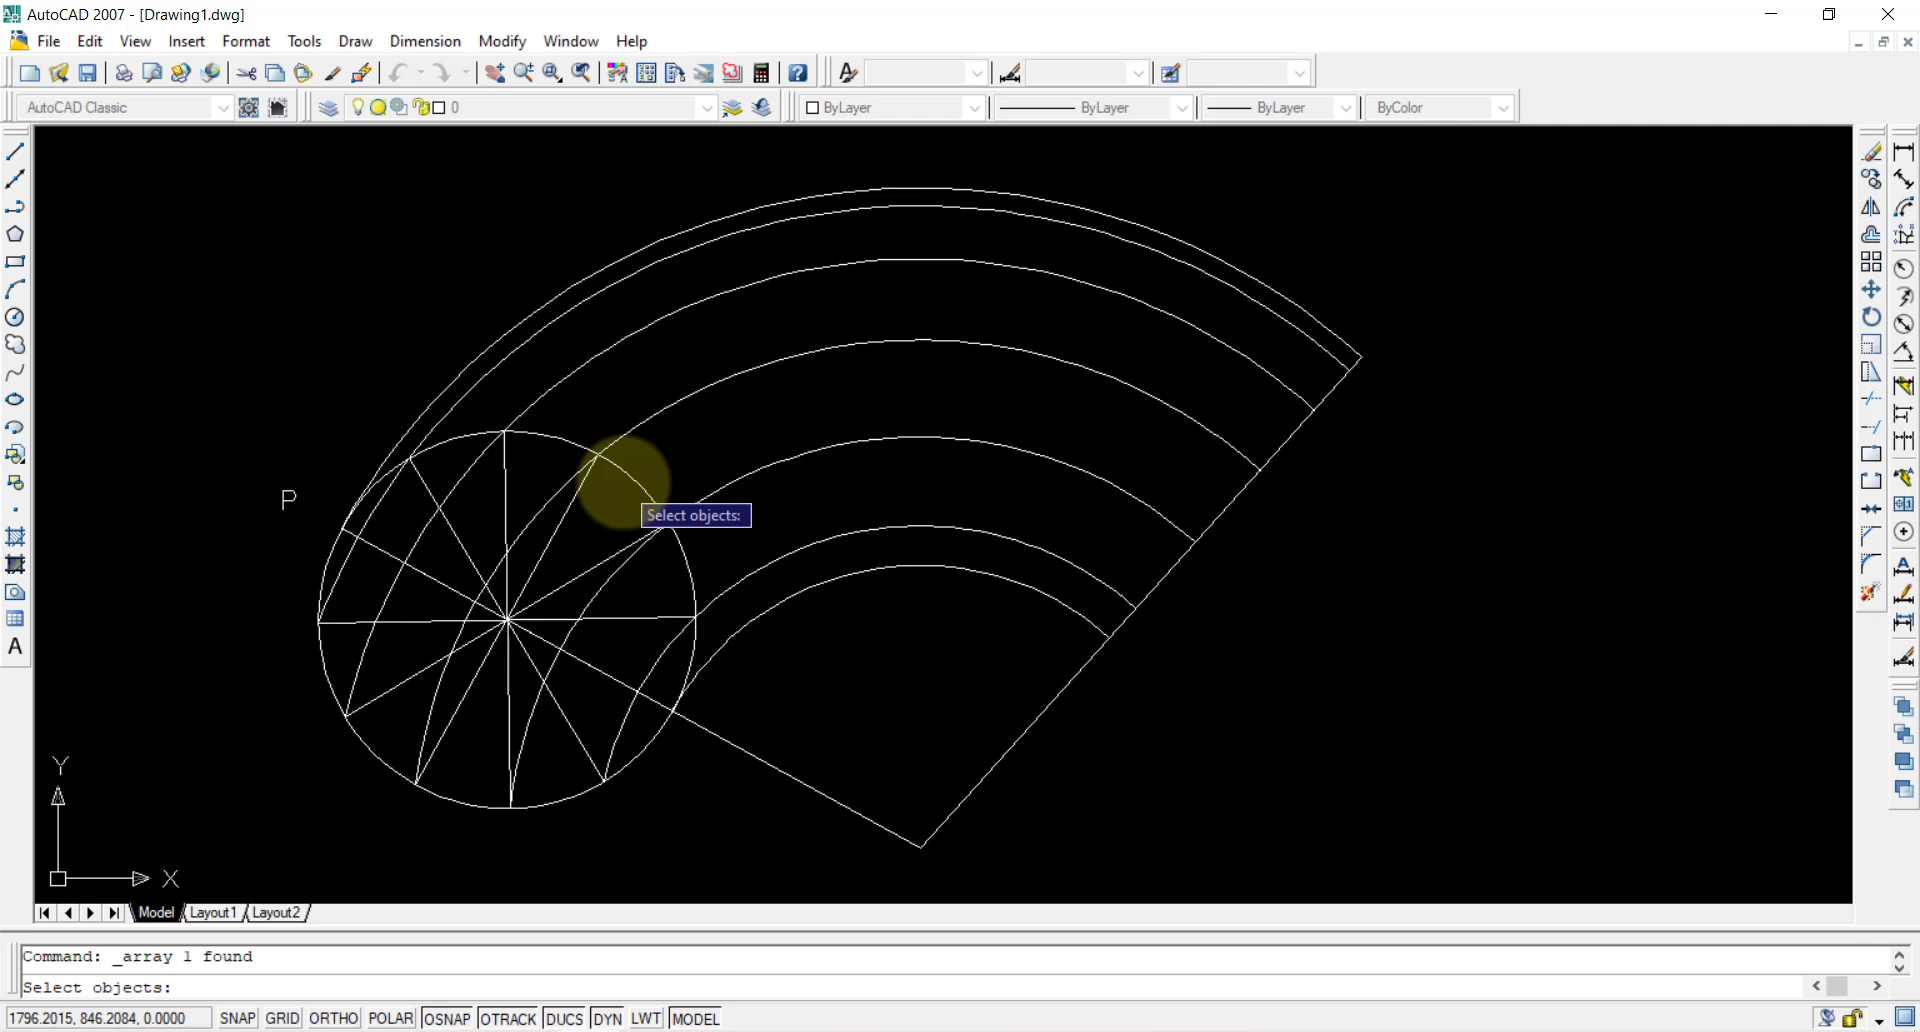 AutoCAD 2007 - [Drawing1.dwg]
File Edit View Insert Format Tools Draw Dimension Modify Window Help
AutoCAD Classic 0 ByLayer ByLayer ByLayer ByColor
P
Select objects:
Y
X
A
Model Layout1 Layout2
Command: _array 1 found
Select objects:
1796.2015, 846.2084, 0.0000 SNAP GRID ORTHO POLAR OSNAP OTRACK DUCS DYN LWT MODEL